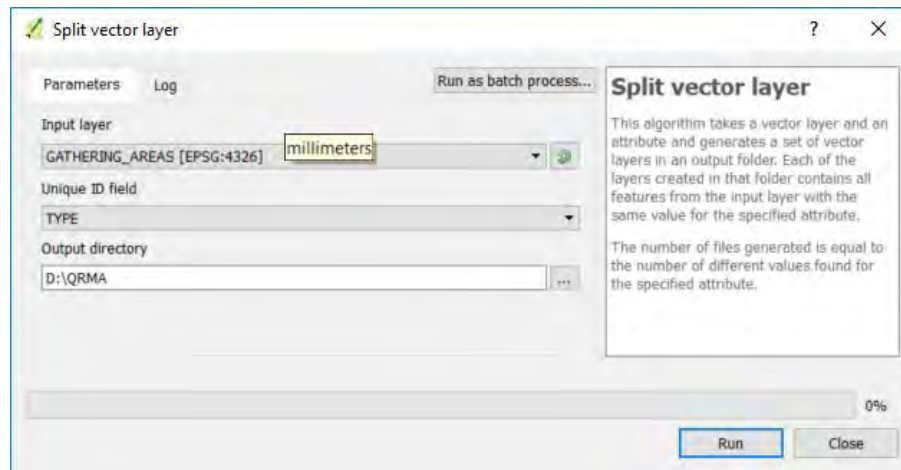 Split vector layer
?
Parameters
Log
Run as batch process...
Input layer
GATHERING_AREAS [EPSG:4326]
millimeters
Unique ID field
TYPE
Output directory
D:\QRMA
...
Split vector layer
This algorithm takes a vector layer and an
attribute and generates a set of vector
layers in an output folder. Each of the
layers created in that folder contains all
features from the input layer with the
same value for the specified attribute.
The number of files generated is equal to
the number of different values found for
the specified attribute.
0%
Run
Close